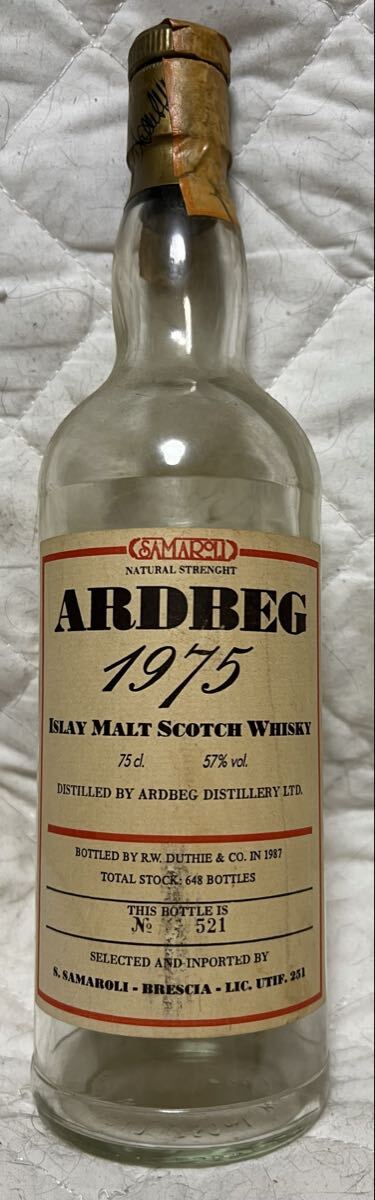 SAMAROLI
NATURAL STRENGHT
ARDBEG
1975
ISLAY MALT SCOTCH WHISKY
75 cl. 57% vol.
DISTILLED BY ARDBEG DISTILLERY LTD.
BOTTLED BY R.W. DUTHIE & CO. IN 1987
TOTAL STOCK: 648 BOTTLES
THIS BOTTLE IS
№ 521
SELECTED AND INPORTED BY
S. SAMAROLI - BRESCIA - LIC. UTIF. 251